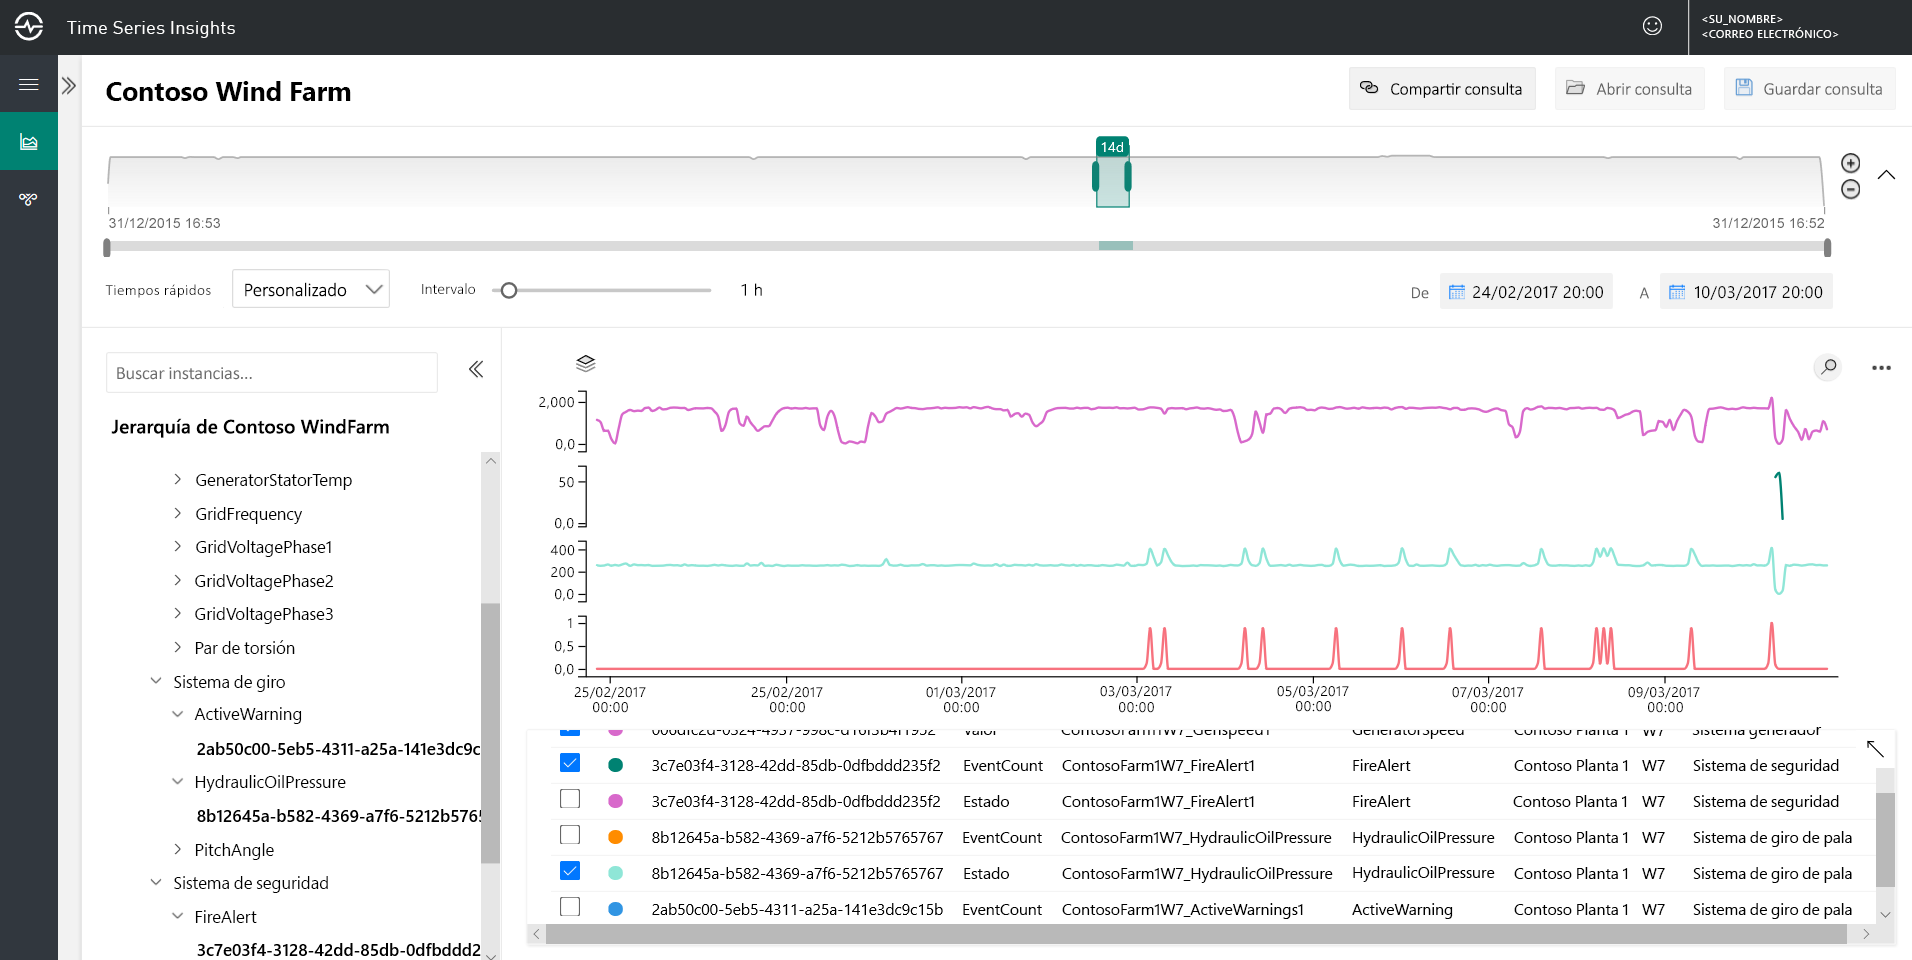 Time Series Insights
<SU_NOMBRE>
<CORREO ELECTRÓNICO>
Contoso Wind Farm
Compartir consulta
Abrir consulta
Guardar consulta
14d
31/12/2015 16:53
31/12/2015 16:52
Tiempos rápidos
Personalizado
Intervalo
1 h
De
24/02/2017 20:00
A
10/03/2017 20:00
Buscar instancias...
Jerarquía de Contoso WindFarm
GeneratorStatorTemp
GridFrequency
GridVoltagePhase1
GridVoltagePhase2
GridVoltagePhase3
Par de torsión
Sistema de giro
ActiveWarning
2ab50c00-5eb5-4311-a25a-141e3dc9c
HydraulicOilPressure
8b12645a-b582-4369-a7f6-5212b576
PitchAngle
Sistema de seguridad
FireAlert
3c7e03f4-3128-42dd-85db-0dfbddd2
2,000
0,0
50
0,0
400
200
0,0
1
0,5
0,0
25/02/2017 00:00
25/02/2017 00:00
01/03/2017 00:00
03/03/2017 00:00
05/03/2017 00:00
07/03/2017 00:00
09/03/2017 00:00
Valor ContosoFarm1W7_Genspeed1 GeneratorSpeed Contoso Planta 1 W7 Sistema generador
3c7e03f4-3128-42dd-85db-0dfbddd235f2 EventCount ContosoFarm1W7_FireAlert1 FireAlert Contoso Planta 1 W7 Sistema de seguridad
3c7e03f4-3128-42dd-85db-0dfbddd235f2 Estado ContosoFarm1W7_FireAlert1 FireAlert Contoso Planta 1 W7 Sistema de seguridad
8b12645a-b582-4369-a7f6-5212b5765767 EventCount ContosoFarm1W7_HydraulicOilPressure HydraulicOilPressure Contoso Planta 1 W7 Sistema de giro de pala
8b12645a-b582-4369-a7f6-5212b5765767 Estado ContosoFarm1W7_HydraulicOilPressure HydraulicOilPressure Contoso Planta 1 W7 Sistema de giro de pala
2ab50c00-5eb5-4311-a25a-141e3dc9c15b EventCount ContosoFarm1W7_ActiveWarnings1 ActiveWarning Contoso Planta 1 W7 Sistema de giro de pala